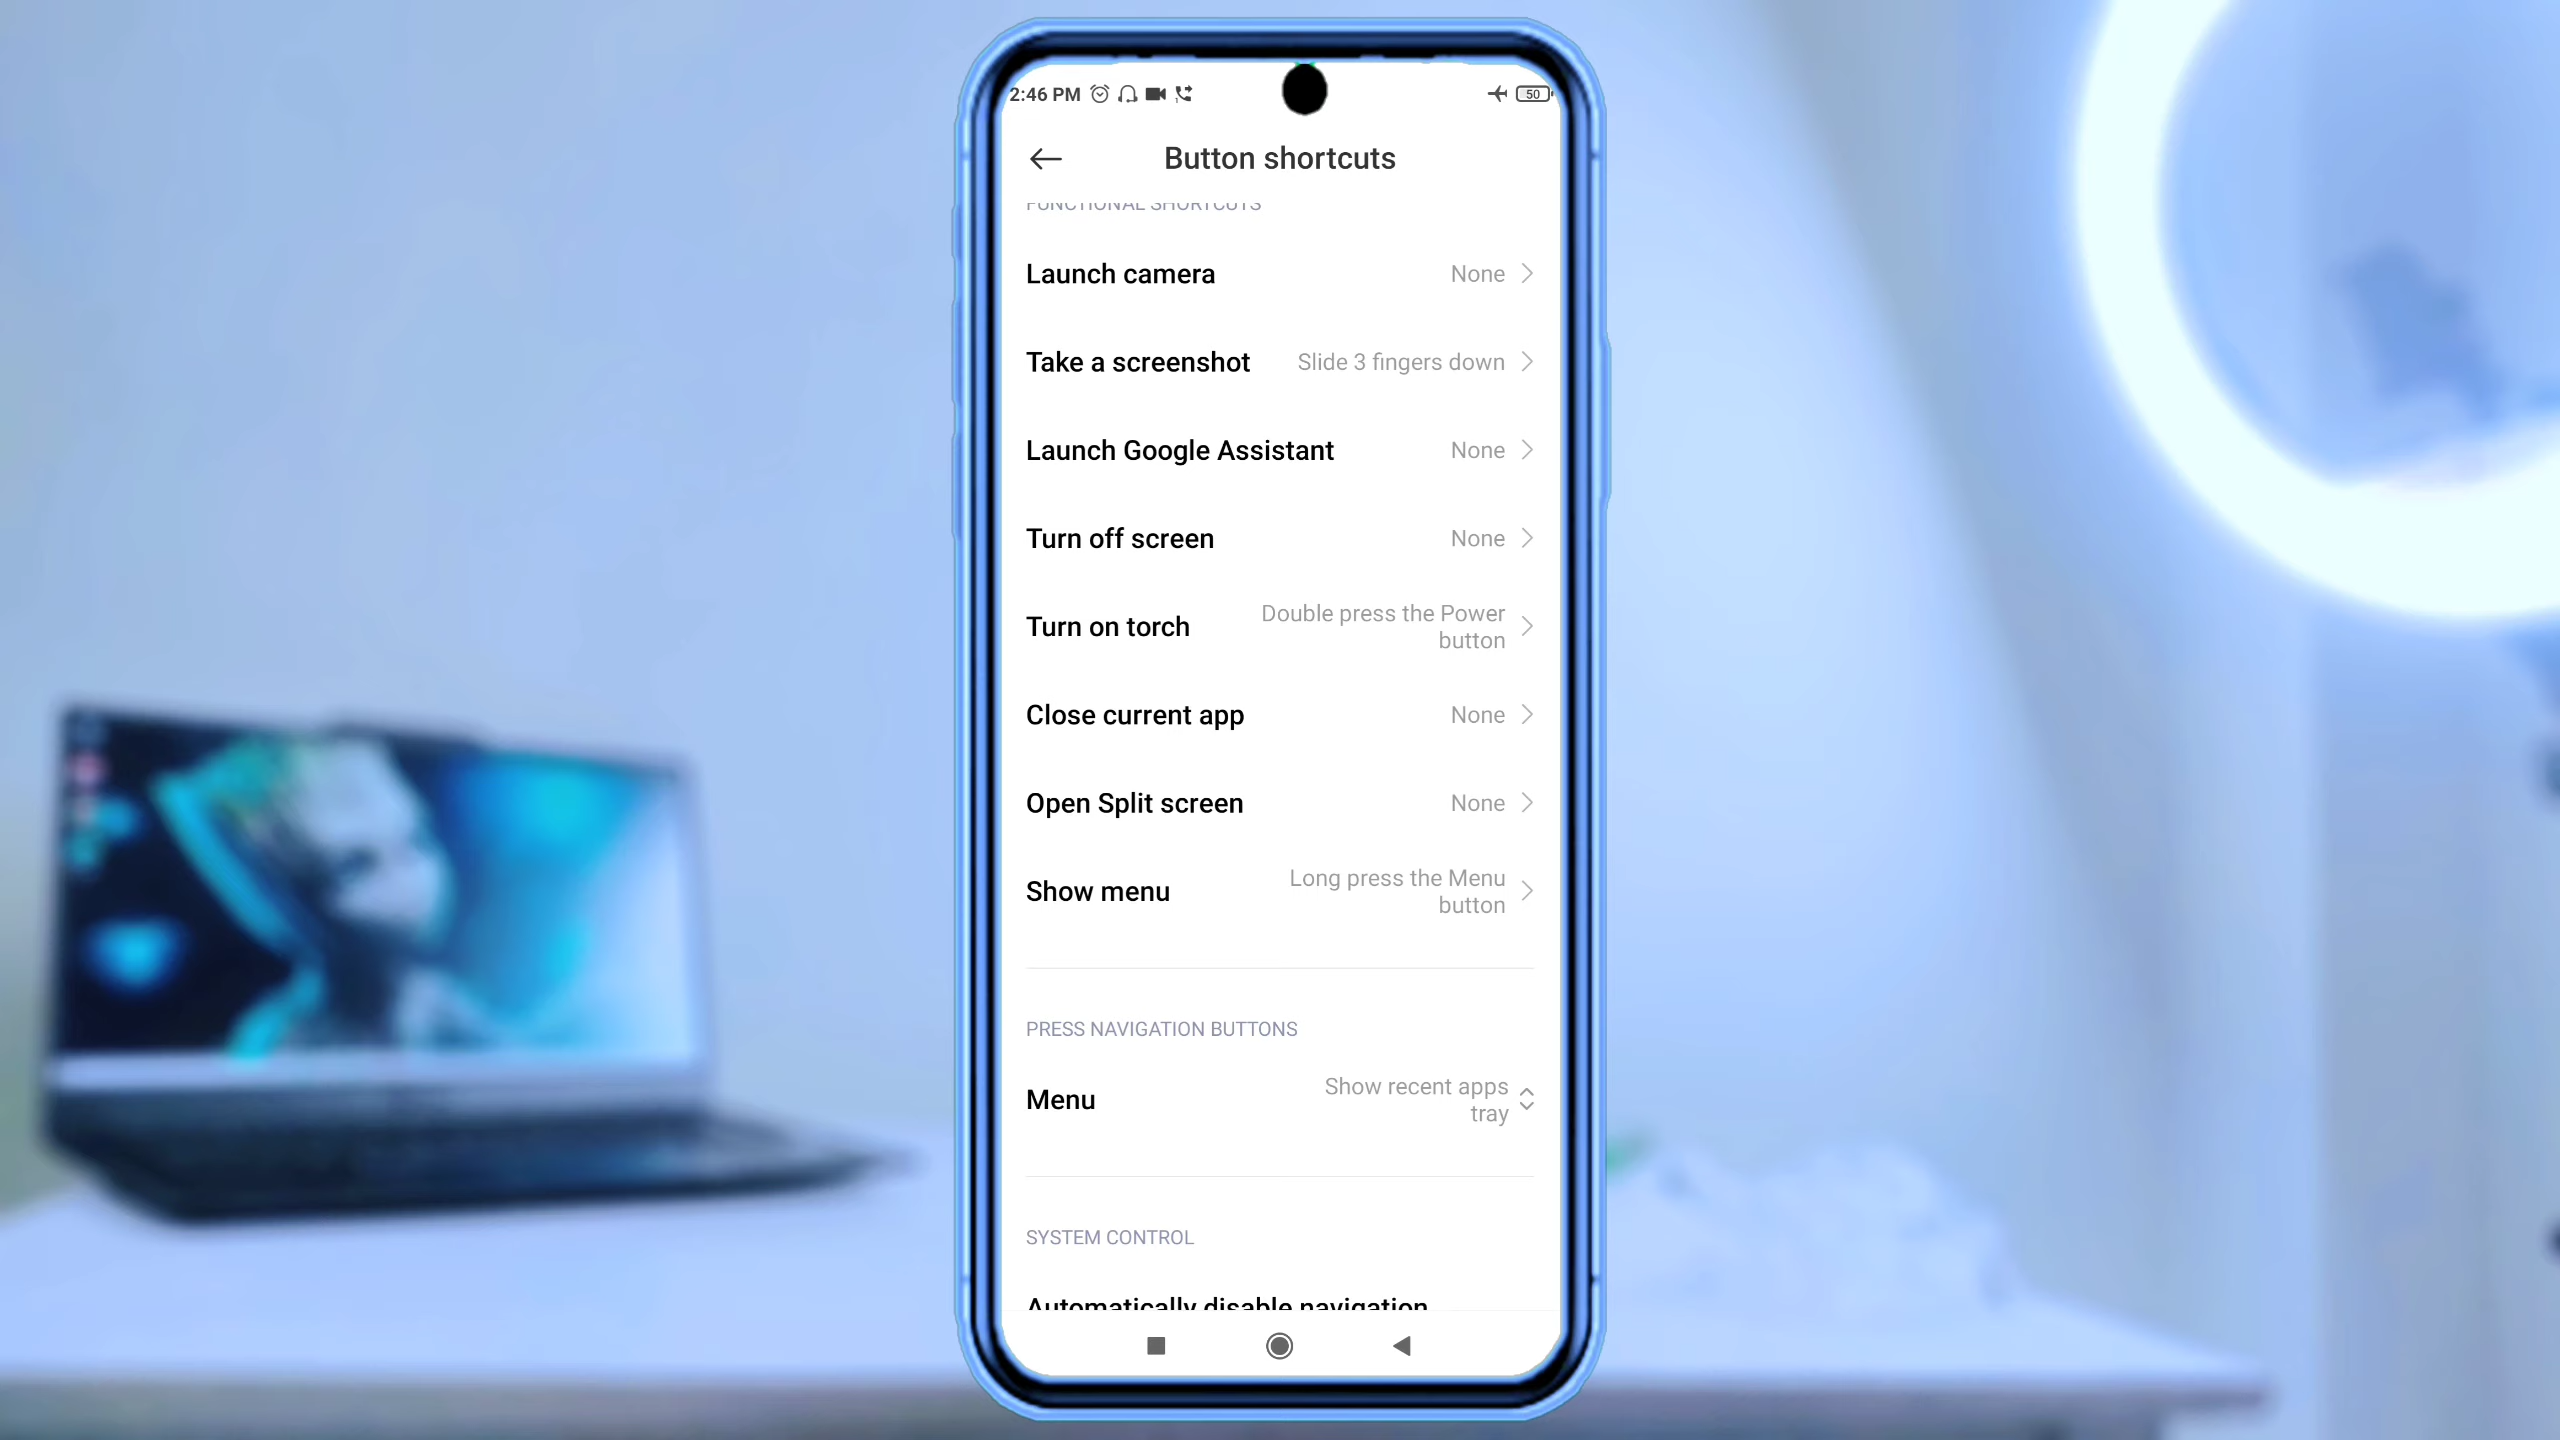 2:46 PM
50
Button shortcuts
FUNCTIONAL SHORTCUTS
Launch camera None
Take a screenshot Slide 3 fingers down
Launch Google Assistant None
Turn off screen None
Turn on torch Double press the Power
button
Close current app None
Open Split screen None
Show menu Long press the Menu
button
PRESS NAVIGATION BUTTONS
Menu Show recent apps
tray
SYSTEM CONTROL
Automatically disable navigation